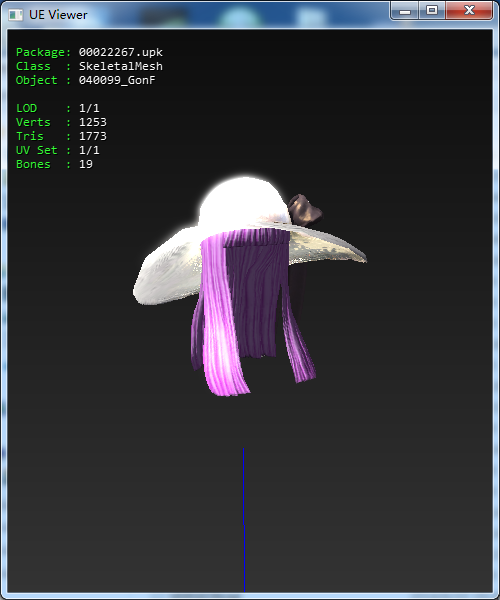 UE Viewer
Package: 00022267.upk
Class : SkeletalMesh
Object : 040099_GonF
LOD : 1/1
Verts : 1253
Tris : 1773
UV Set : 1/1
Bones : 19